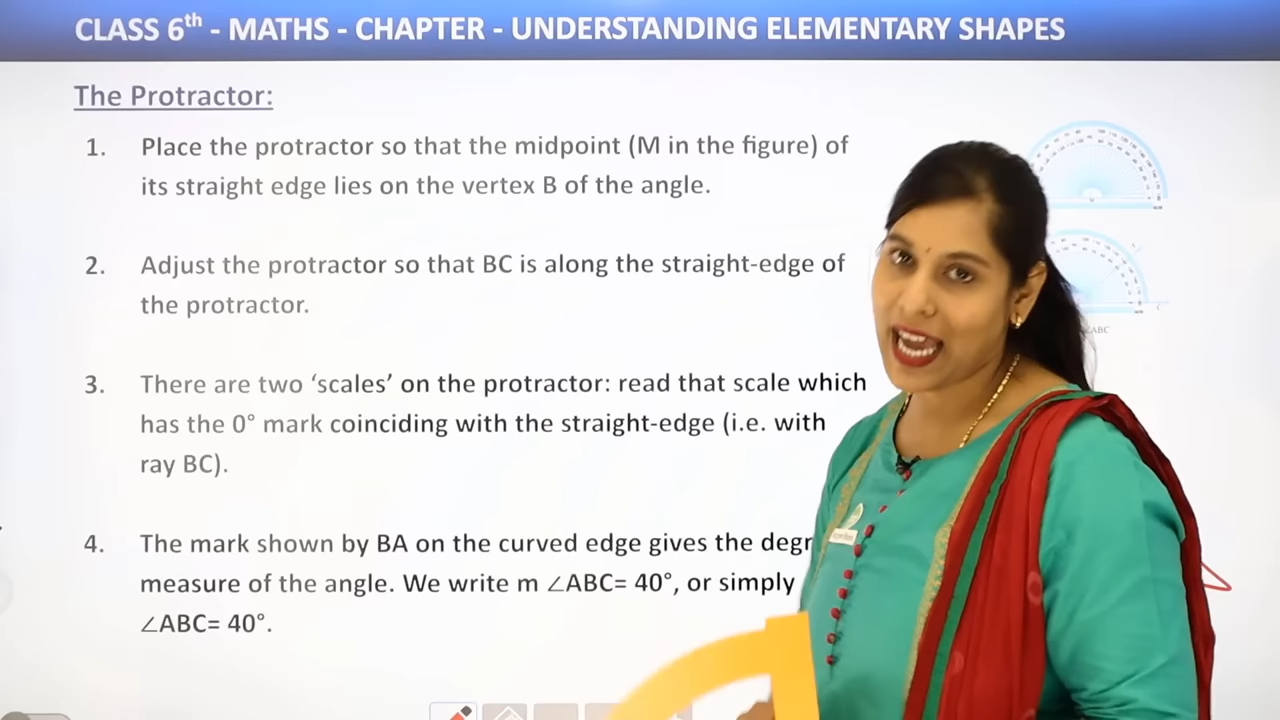 CLASS 6th - MATHS - CHAPTER - UNDERSTANDING ELEMENTARY SHAPES
The Protractor:
1. Place the protractor so that the midpoint (M in the figure) of
its straight edge lies on the vertex B of the angle.
2. Adjust the protractor so that BC is along the straight-edge of
the protractor.
3. There are two ‘scales’ on the protractor: read that scale which
has the 0° mark coinciding with the straight-edge (i.e. with
ray BC).
4. The mark shown by BA on the curved edge gives the degr
measure of the angle. We write m ∠ABC= 40°, or simply
∠ABC= 40°.
∠ABC